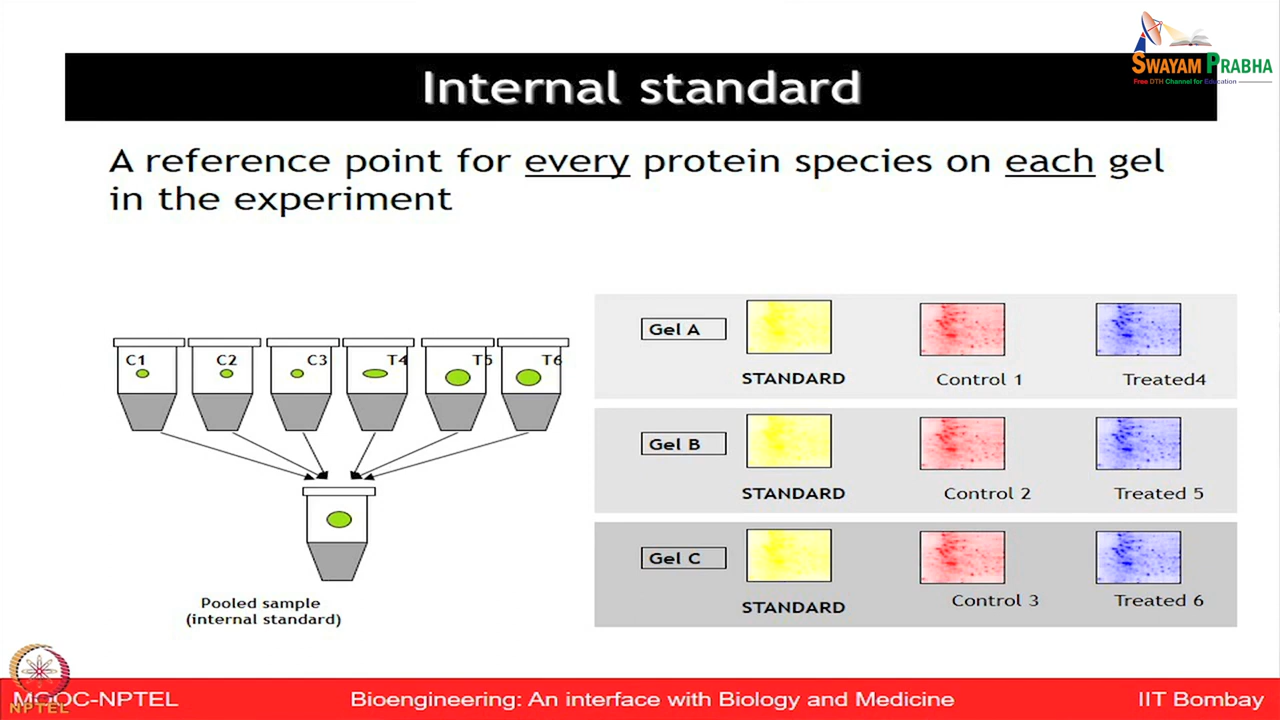 SWAYAM PRABHA
Free DTH Channel for Education
Internal standard
A reference point for every protein species on each gel
in the experiment
C1 C2 C3 T4 T5 T6
Pooled sample
(internal standard)
Gel A
STANDARD Control 1 Treated4
Gel B
STANDARD Control 2 Treated 5
Gel C
STANDARD Control 3 Treated 6
MOOC-NPTEL Bioengineering: An interface with Biology and Medicine IIT Bombay
NPTEL